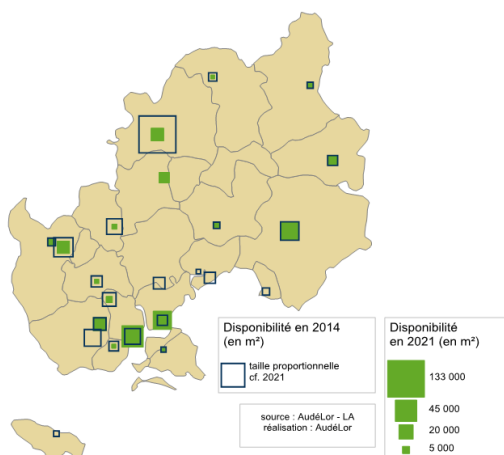 Disponibilité en 2014
(en m²)
taille proportionnelle
cf. 2021
source : AudéLor - LA
réalisation : AudéLor
Disponibilité
en 2021 (en m²)
133 000
45 000
20 000
5 000